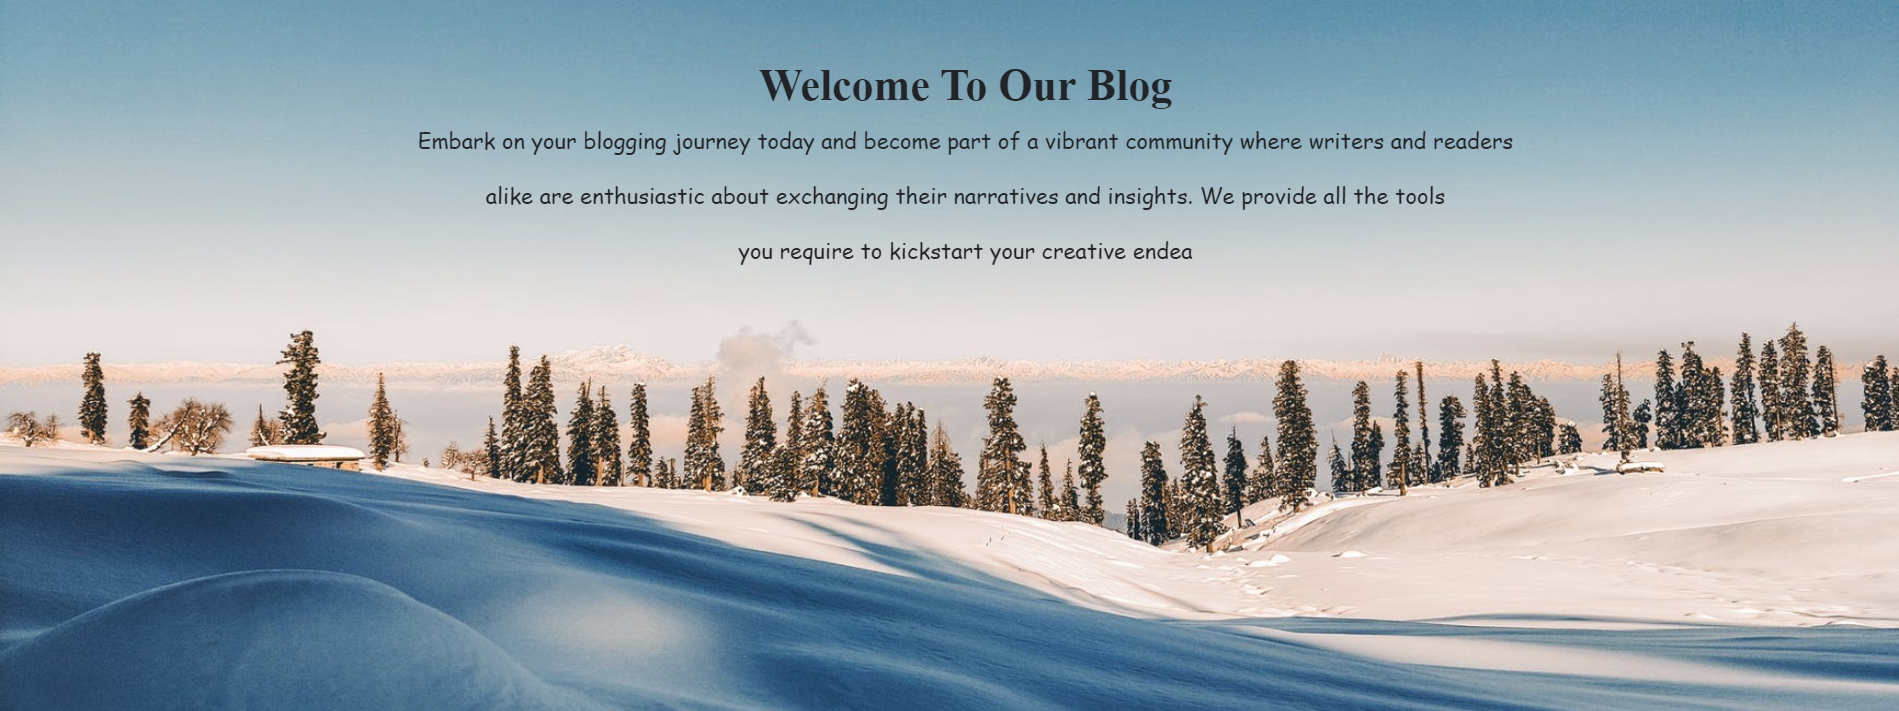 Welcome To Our Blog
Embark on your blogging journey today and become part of a vibrant community where writers and readers
alike are enthusiastic about exchanging their narratives and insights. We provide all the tools
you require to kickstart your creative endea